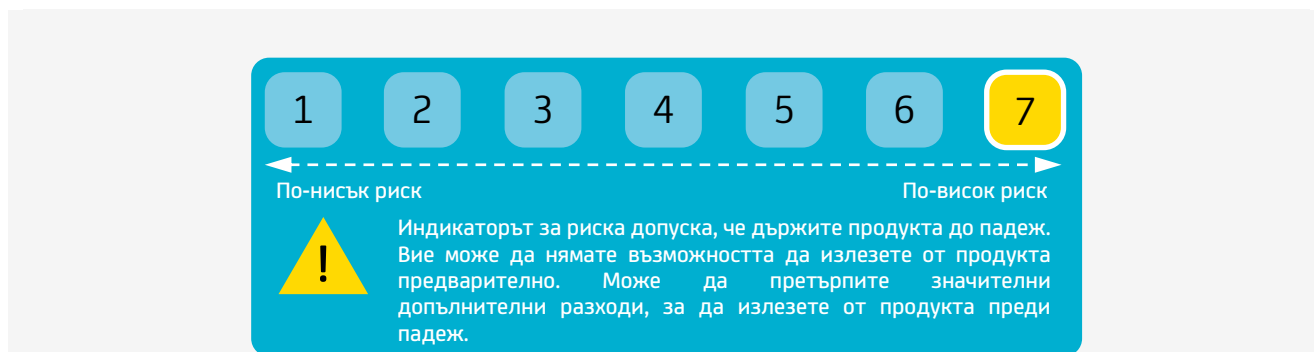 1 2 3 4 5 6 7
По-нисък риск По-висок риск
!
Индикаторът за риска допуска, че държите продукта до падеж.
Вие може да нямате възможността да излезете от продукта
предварително. Може да претърпите значителни
допълнителни разходи, за да излезете от продукта преди
падеж.